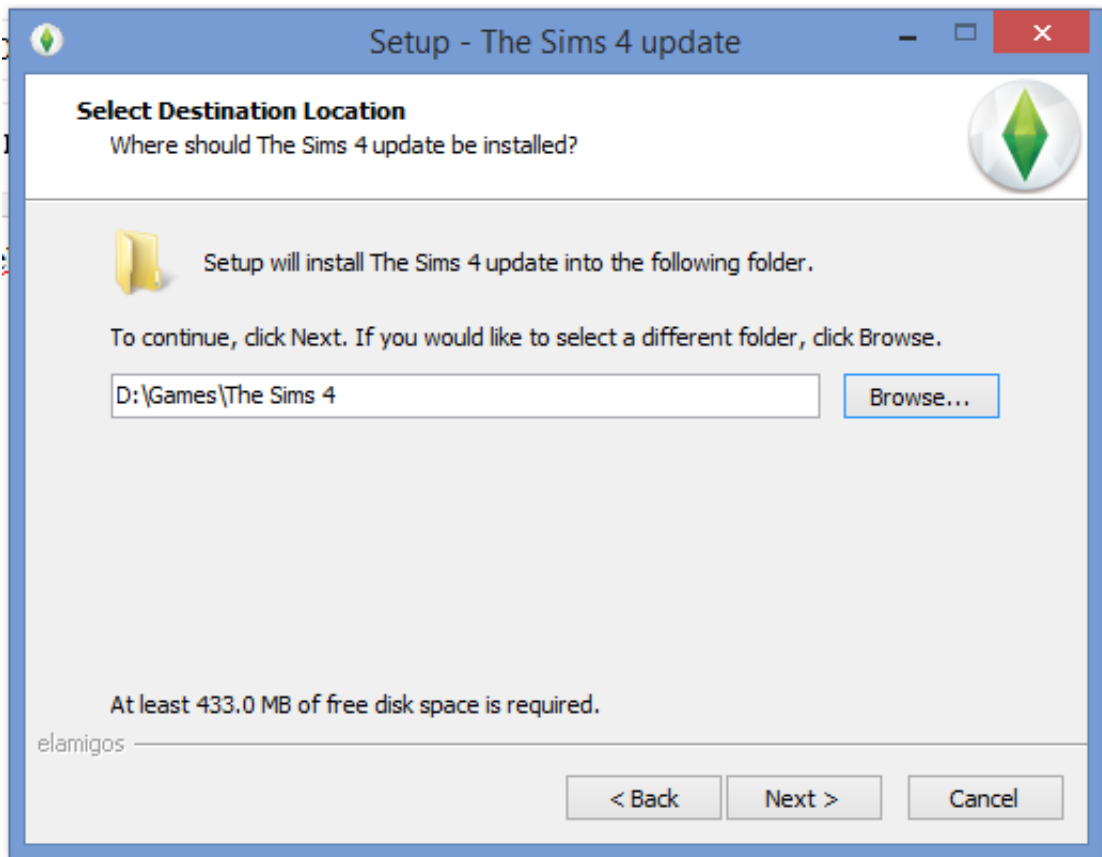 Setup - The Sims 4 update
Select Destination Location
Where should The Sims 4 update be installed?
Setup will install The Sims 4 update into the following folder.
To continue, click Next. If you would like to select a different folder, click Browse.
D:\Games\The Sims 4
Browse...
At least 433.0 MB of free disk space is required.
elamigos
< Back
Next >
Cancel